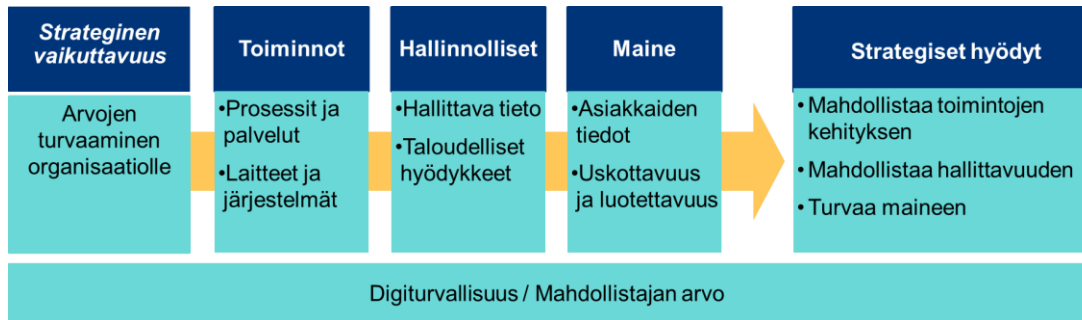 Strateginen
vaikuttavuus
Arvojen
turvaaminen
organisaatiolle
Toiminnot
•Prosessit ja
palvelut
•Laitteet ja
järjestelmät
Hallinnolliset
•Hallittava tieto
•Taloudelliset
hyödykkeet
Maine
•Asiakkaiden
tiedot
•Uskottavuus
ja luotettavuus
Strategiset hyödyt
• Mahdollistaa toimintojen
kehityksen
• Mahdollistaa hallittavuuden
• Turvaa maineen
Digiturvallisuus / Mahdollistajan arvo